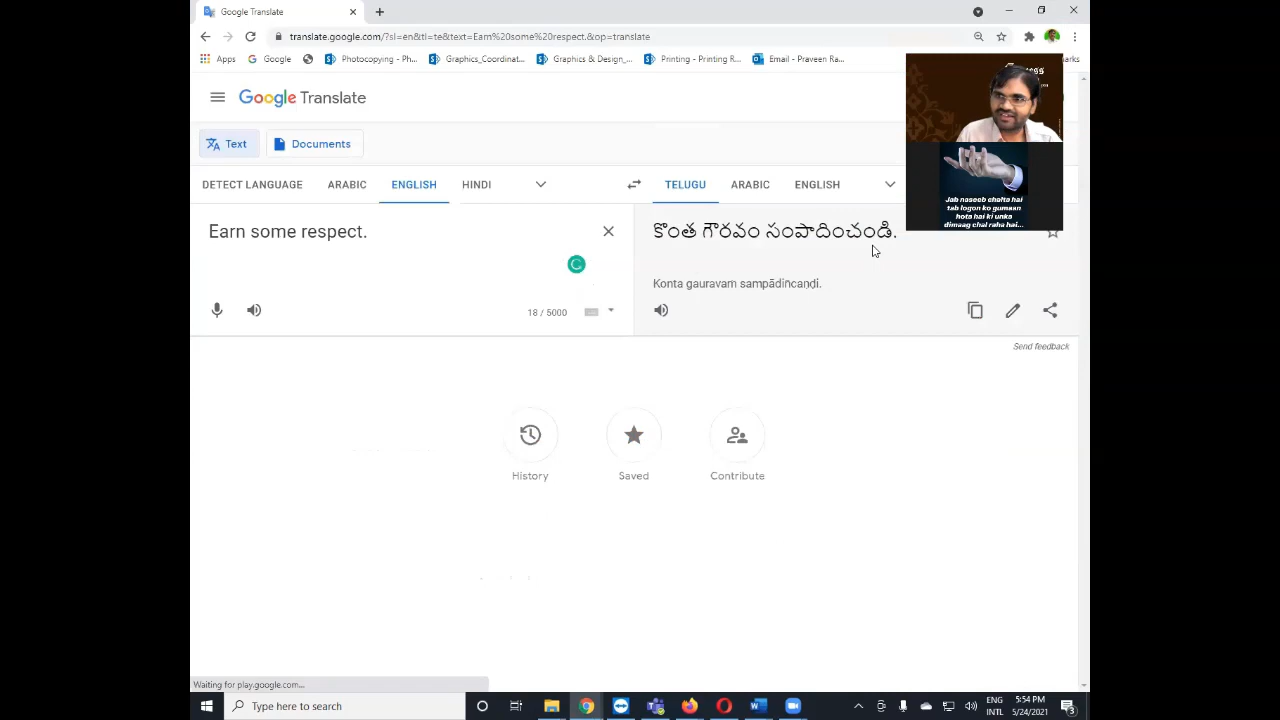 Google Translate
translate.google.com/?sl=en&tl=te&text=Earn%20some%20respect.&op=translate
Apps
Google
Photocopying - Ph...
Graphics_Coordinat...
Graphics & Design_...
Printing - Printing R...
Email - Praveen Ra...
Google Translate
Text
Documents
DETECT LANGUAGE
ARABIC
ENGLISH
HINDI
TELUGU
ARABIC
ENGLISH
Jab naseeb chalta hai
tab logon ko gumaan
hota hai ki unka
dimaag chal raha hai...
Earn some respect.
కొంత గౌరవం సంపాదించండి.
Konta gauravaṁ sampādin̄caṇḍi.
18 / 5000
Send feedback
History
Saved
Contribute
Waiting for play.google.com...
Type here to search
ENG
INTL
5:54 PM
5/24/2021
3